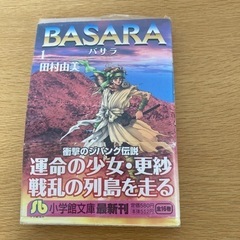 BASARA
バサラ
1
田村由美
衝撃のジパング伝説
運命の少女・更紗
戦乱の列島を走る
小学館文庫
最新刊